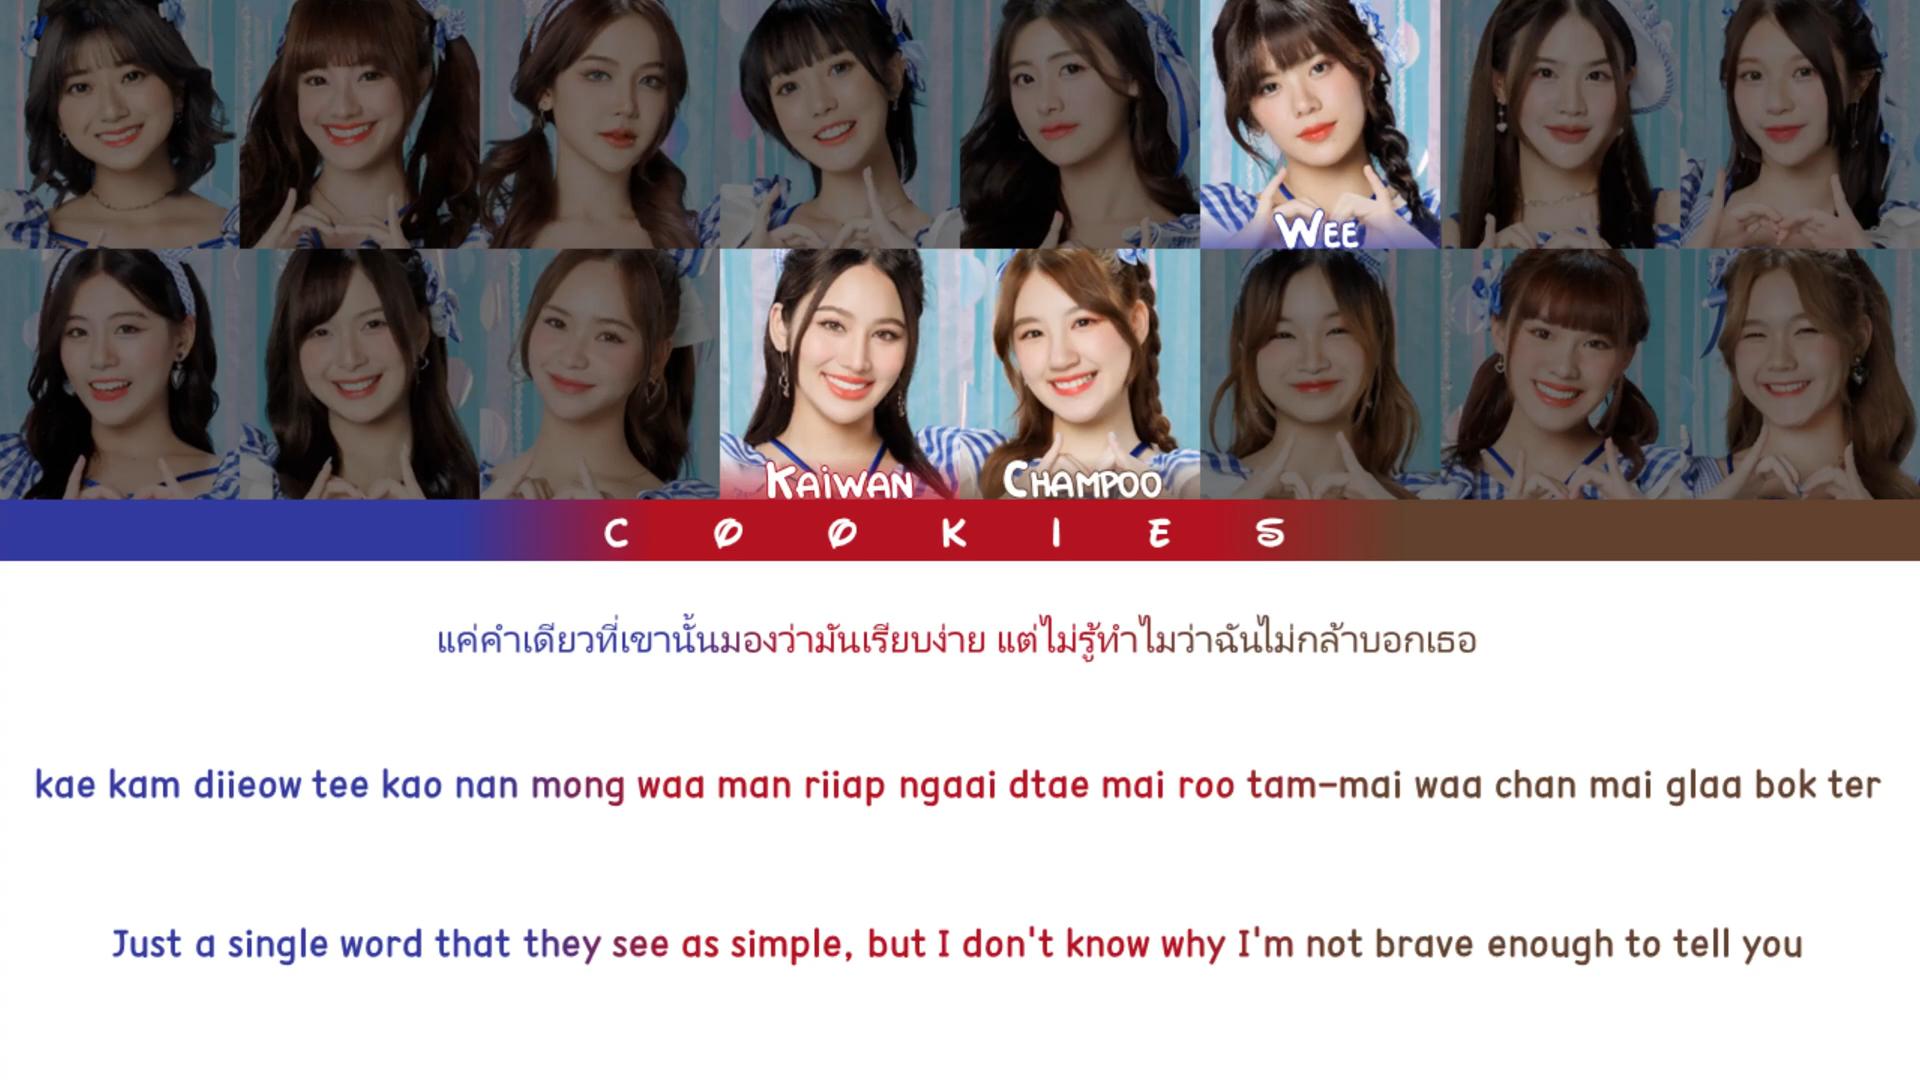 WEE
KAIWAN CHAMPOO
COOKIES
แค่คำเดียวที่เขานั้นมองว่ามันเรียบง่าย แต่ไม่รู้ทำไมว่าฉันไม่กล้าบอกเธอ
kae kam diieow tee kao nan mong waa man riiap ngaai dtae mai roo tam-mai waa chan mai glaa bok ter
Just a single word that they see as simple, but I don't know why I'm not brave enough to tell you